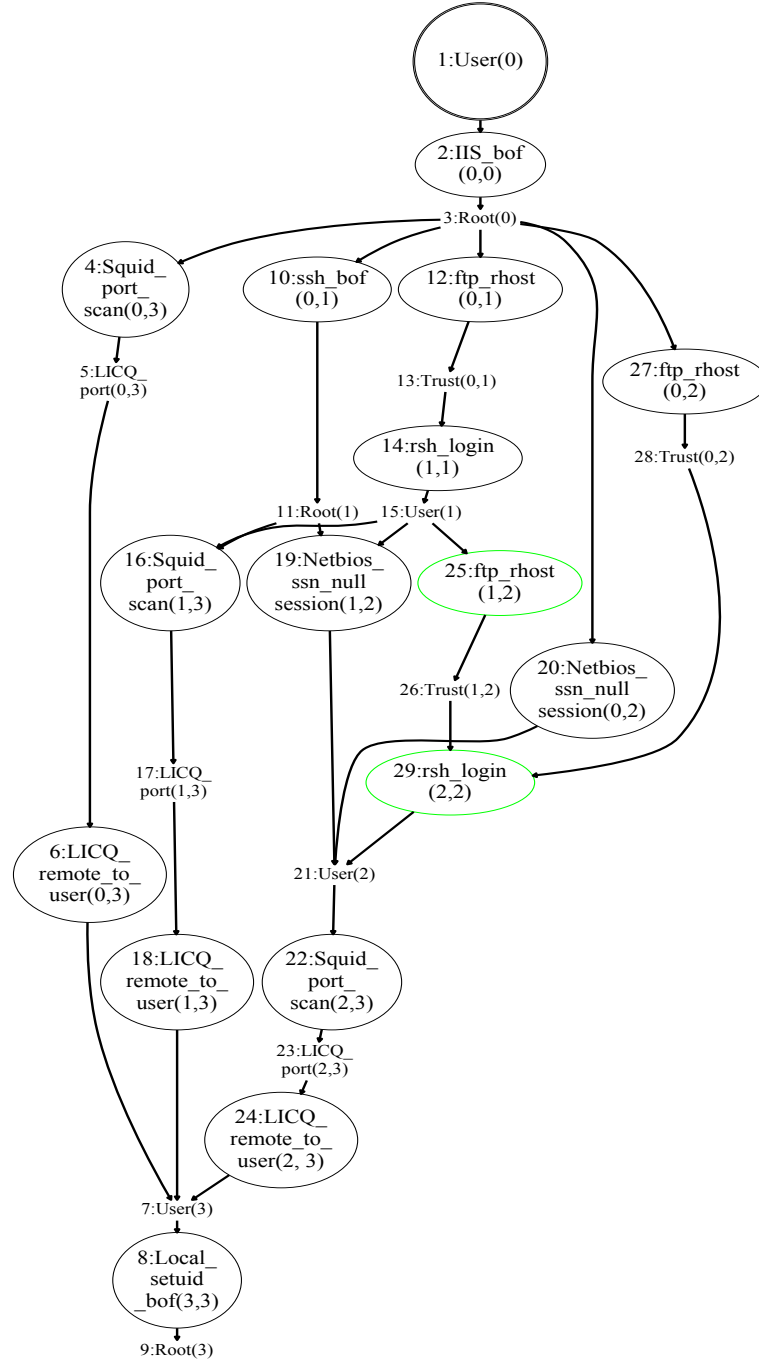 1:User(0)
2:IIS_bof
(0,0)
3:Root(0)
4:Squid_
port_
scan(0,3)
10:ssh_bof
(0,1)
12:ftp_rhost
(0,1)
5:LICQ_
port(0,3)
13:Trust(0,1)
27:ftp_rhost
(0,2)
14:rsh_login
(1,1)
28:Trust(0,2)
11:Root(1)
15:User(1)
16:Squid_
port_
scan(1,3)
19:Netbios_
ssn_null
session(1,2)
25:ftp_rhost
(1,2)
26:Trust(1,2)
20:Netbios_
ssn_null
session(0,2)
17:LICQ_
port(1,3)
29:rsh_login
(2,2)
6:LICQ_
remote_to_
user(0,3)
21:User(2)
18:LICQ_
remote_to_
user(1,3)
22:Squid_
port_
scan(2,3)
23:LICQ_
port(2,3)
24:LICQ_
remote_to_
user(2, 3)
7:User(3)
8:Local_
setuid
_bof(3,3)
9:Root(3)